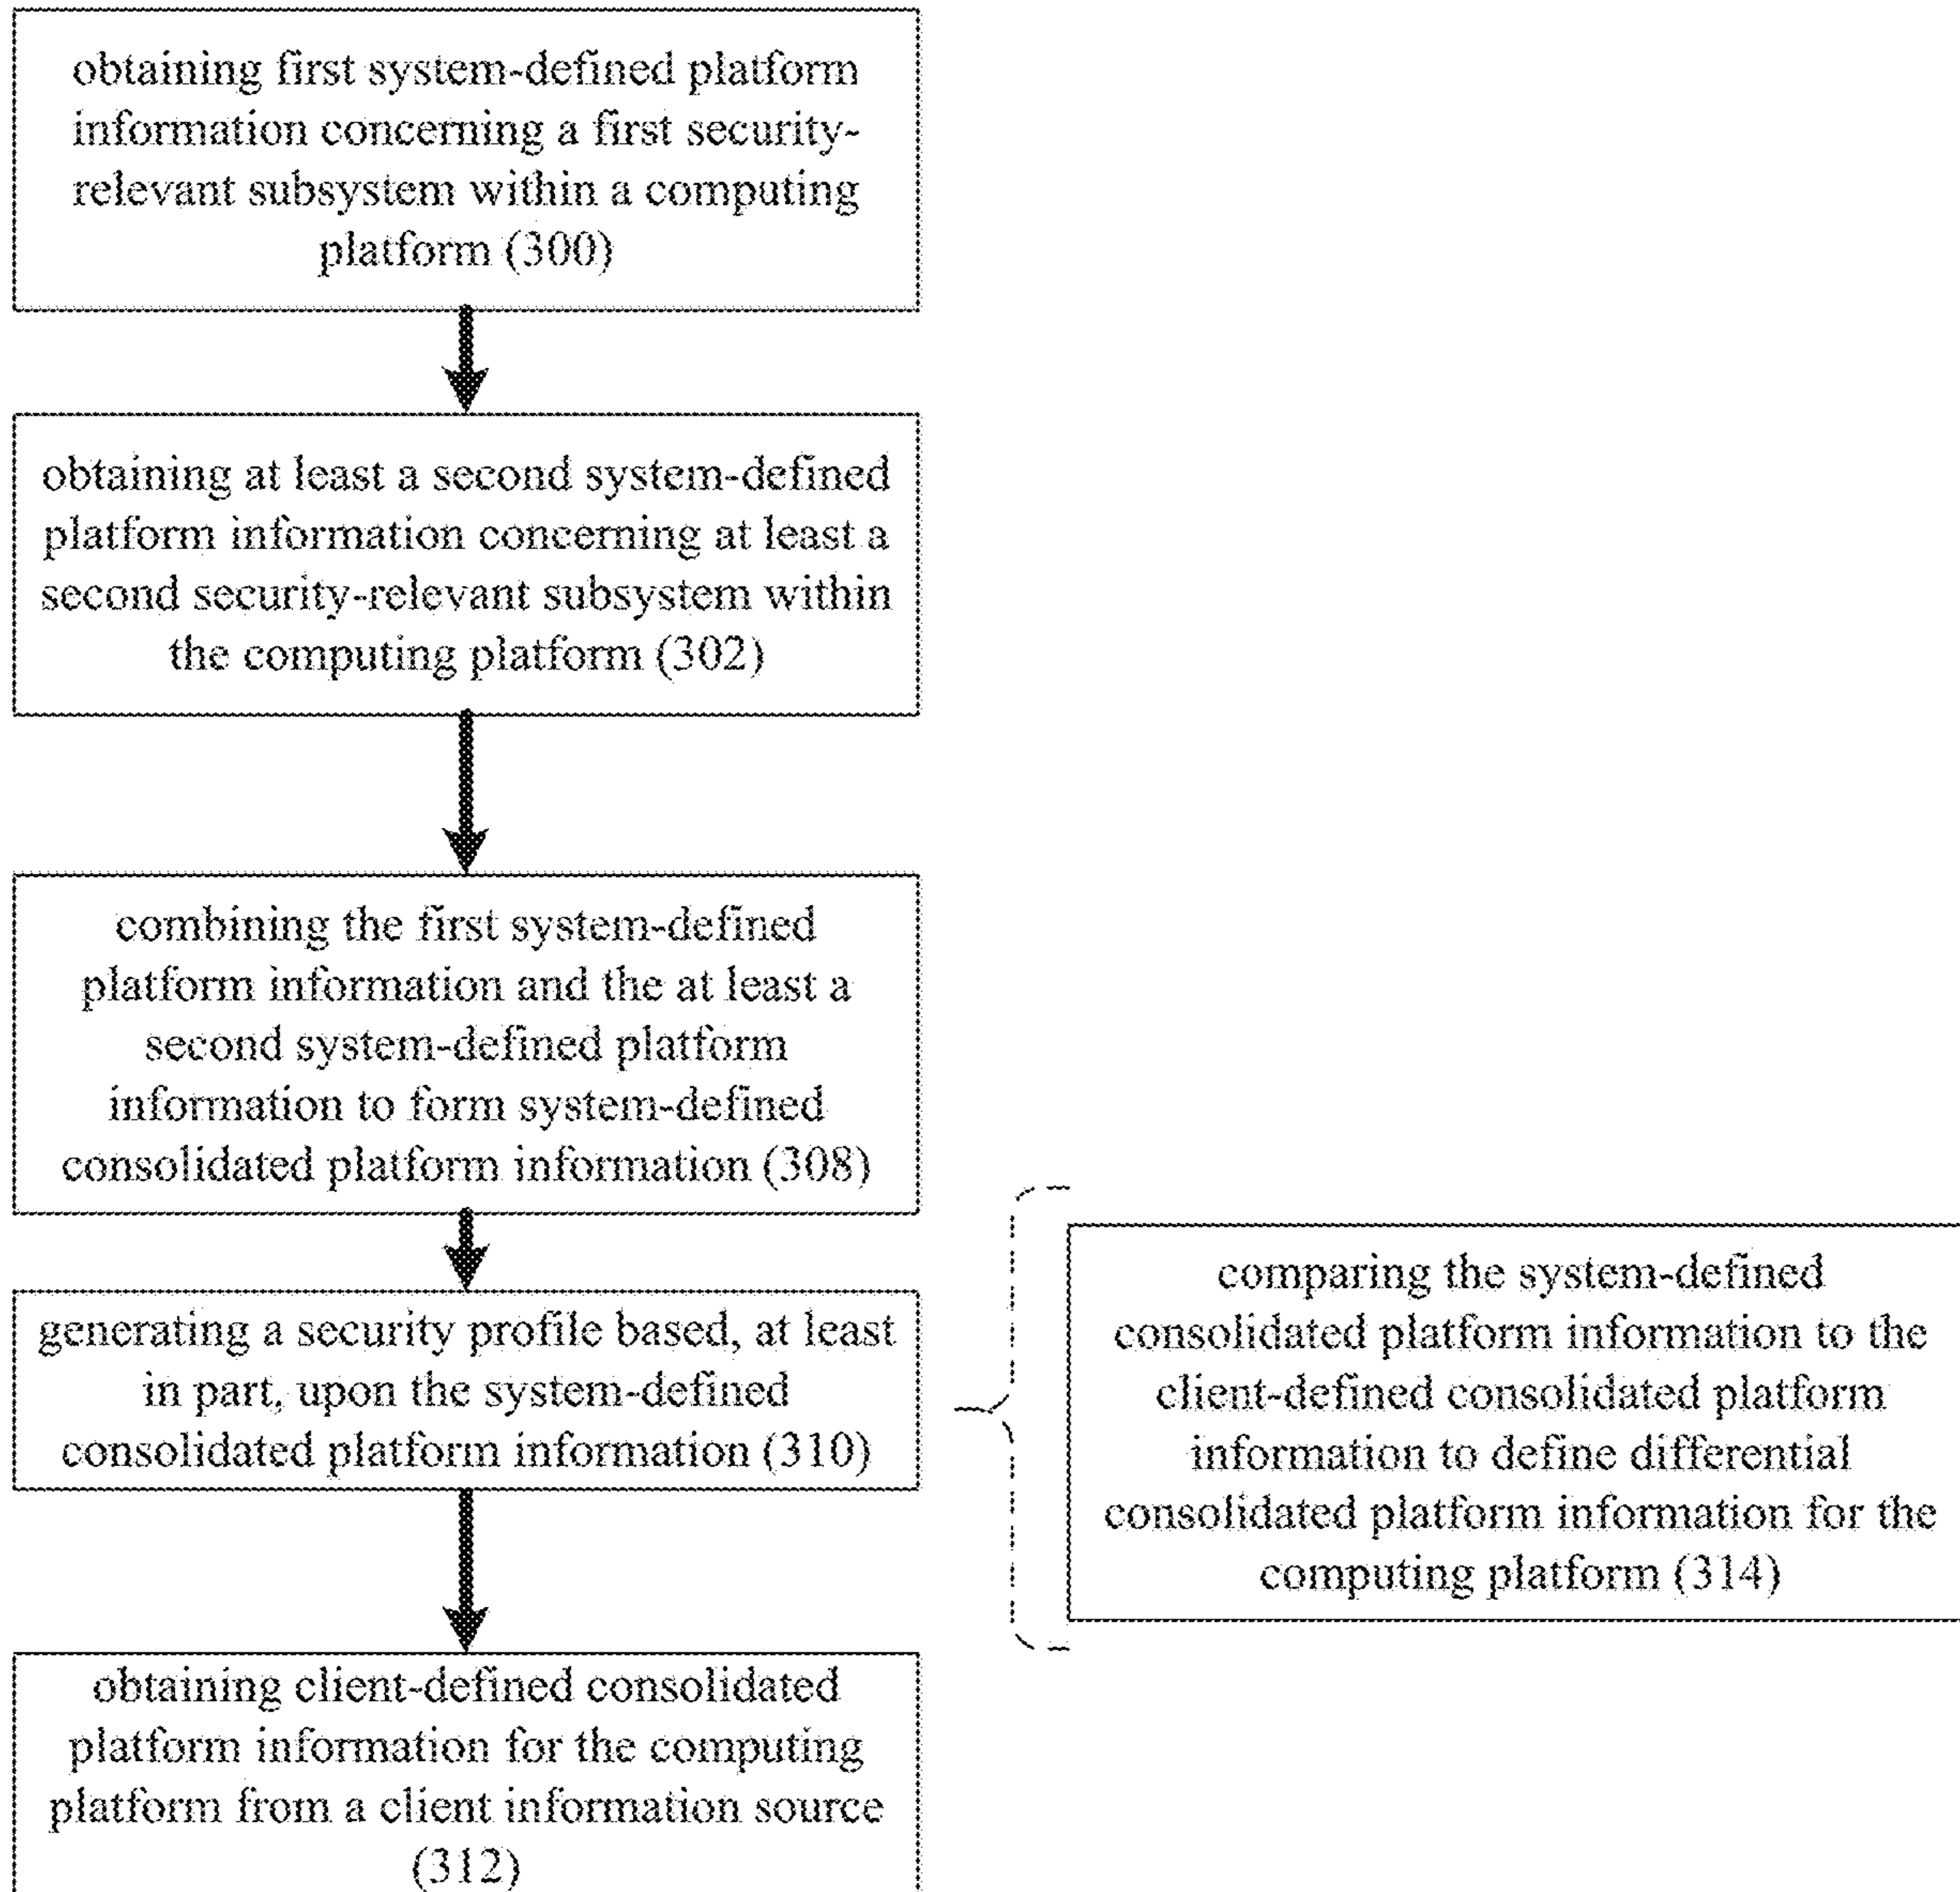 obtaining first system-defined platform
information concerning a first security-
relevant subsystem within a computing
platform (300)
obtaining at least a second system-defined
platform information concerning at least a
second security-relevant subsystem within
the computing platform (302)
combining the first system-defined
platform information and the at least a
second system-defined platform
information to form system-defined
consolidated platform information (308)
generating a security profile based, at least
in part, upon the system-defined
consolidated platform information (310)
comparing the system-defined
consolidated platform information to the
client-defined consolidated platform
information to define differential
consolidated platform information for the
computing platform (314)
obtaining client-defined consolidated
platform information for the computing
platform from a client information source
(312)